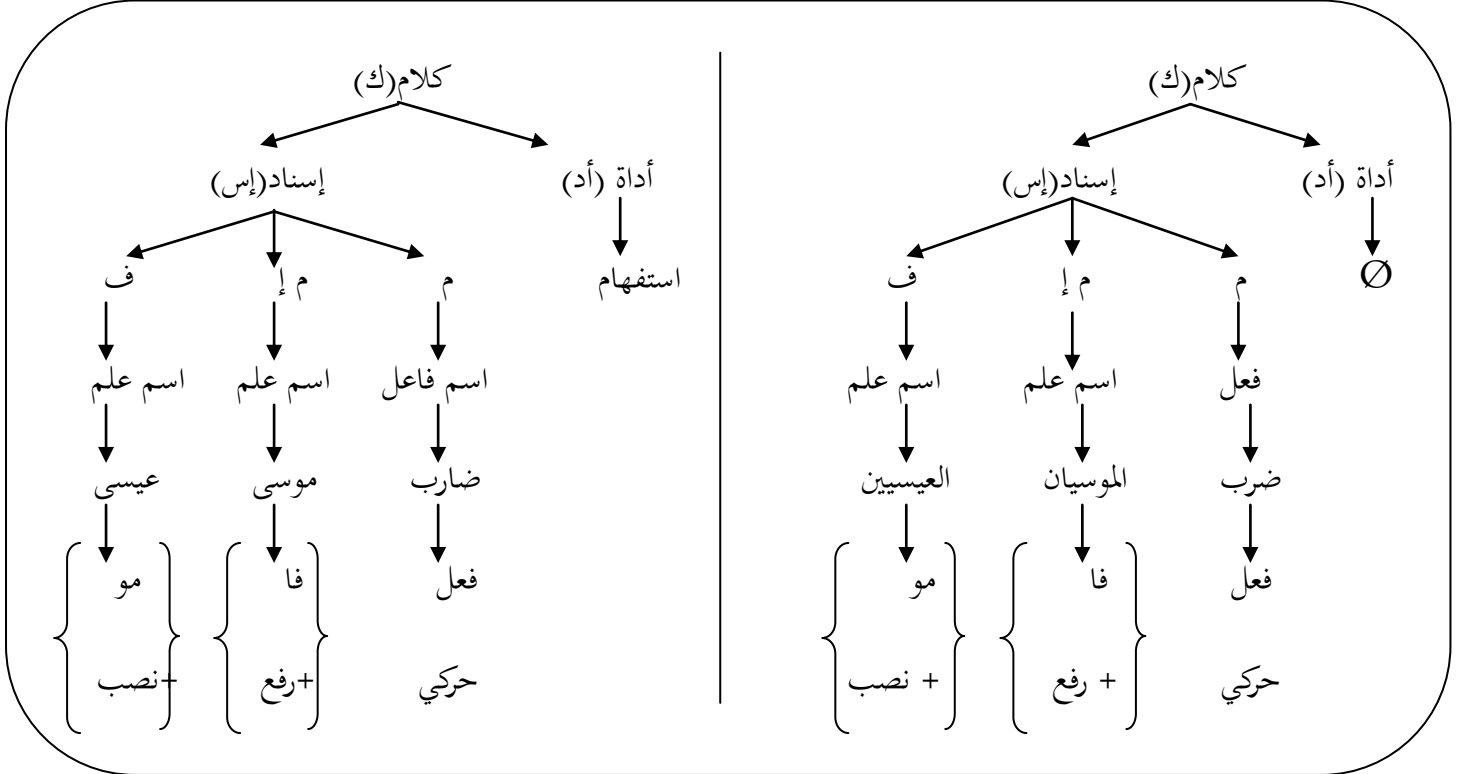 كلام(ك)
أداة (أد) إسناد(إس)
Ø م م إ ف
فعل اسم علم اسم علم
ضرب الموسيان العيسيين
فعل فا مو
حركي + رفع + نصب
كلام(ك)
أداة (أد) إسناد(إس)
استفهام م م إ ف
اسم فاعل اسم علم اسم علم
ضارب موسى عيسى
فعل فا مو
حركي +رفع +نصب